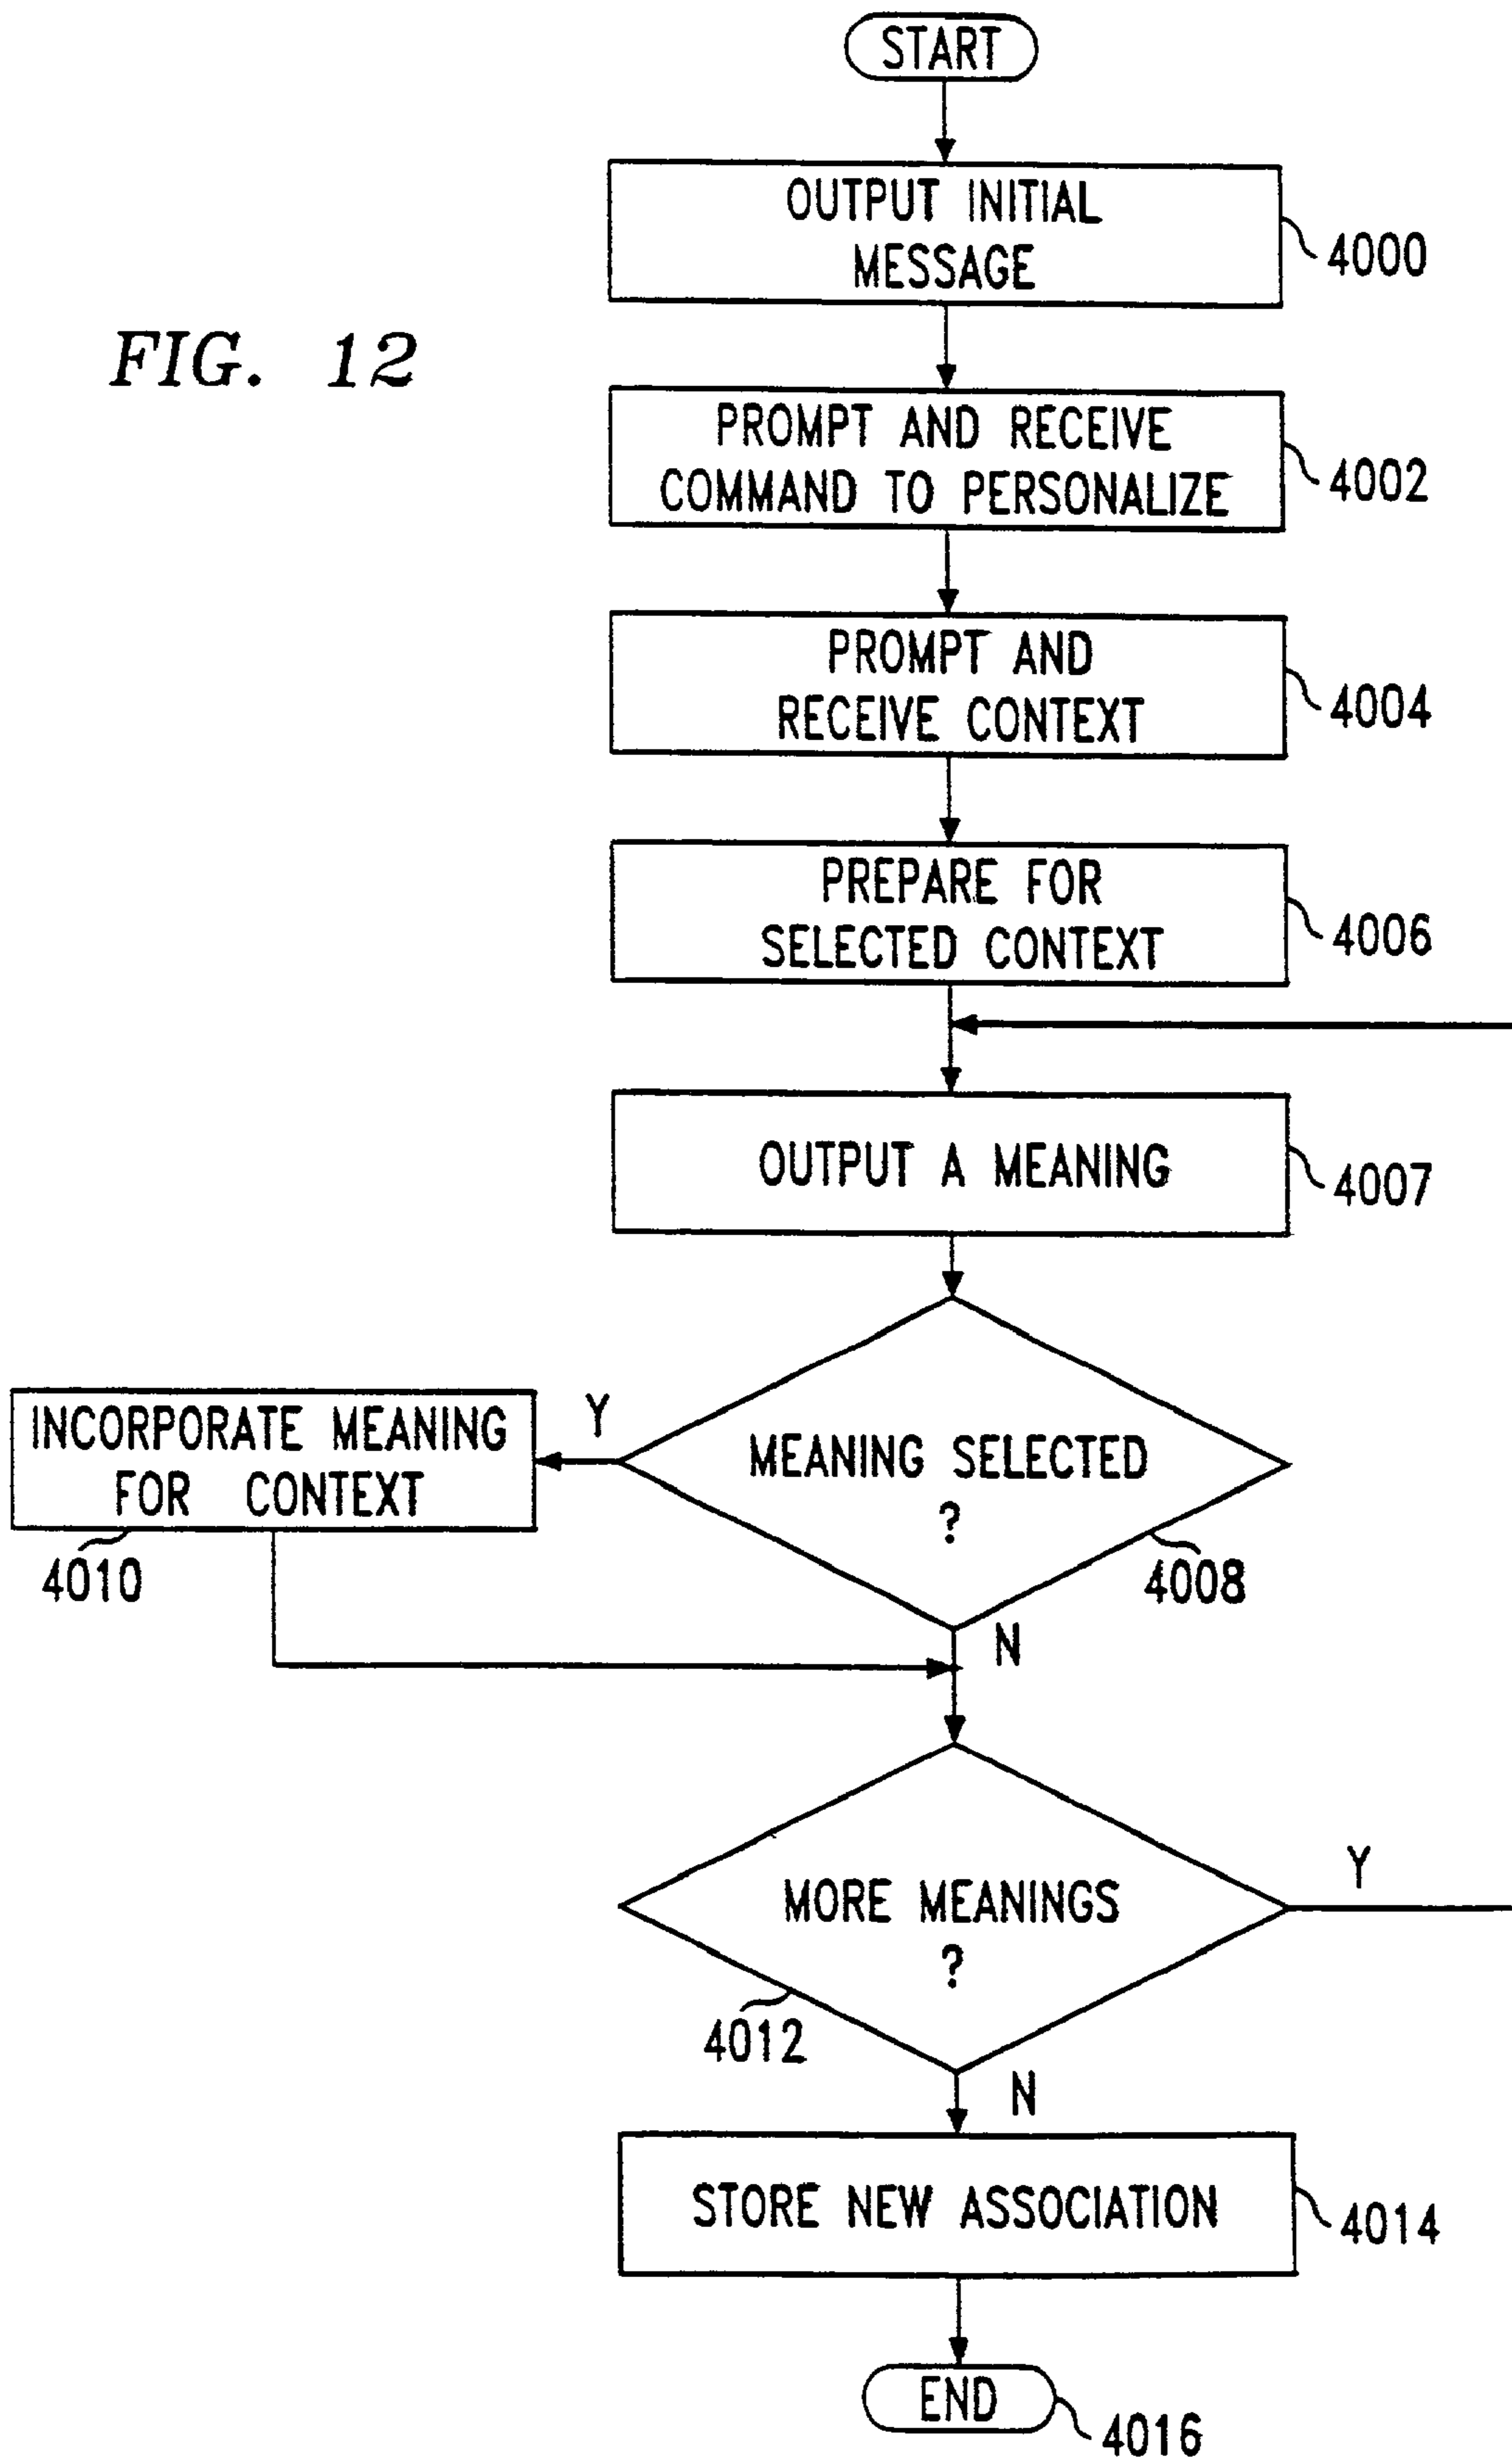 START
OUTPUT INITIAL
MESSAGE
4000
FIG. 12
PROMPT AND RECEIVE
COMMAND TO PERSONALIZE
4002
PROMPT AND
RECEIVE CONTEXT
4004
PREPARE FOR
SELECTED CONTEXT
4006
OUTPUT A MEANING
4007
INCORPORATE MEANING
FOR CONTEXT
4010
Y
MEANING SELECTED
?
4008
N
MORE MEANINGS
?
Y
4012
N
STORE NEW ASSOCIATION
4014
END
4016